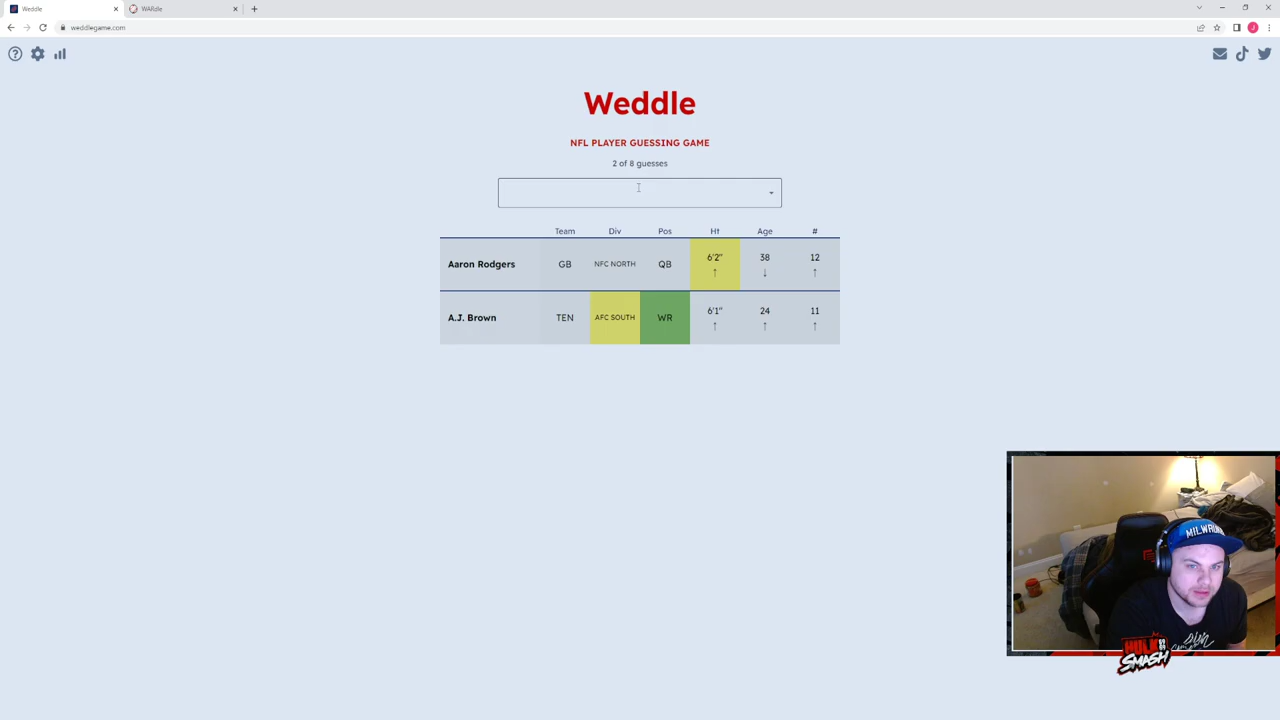 Weddle
WARdle
weddlegame.com
J
Weddle
NFL PLAYER GUESSING GAME
2 of 8 guesses
Team Div Pos Ht Age #
Aaron Rodgers GB NFC NORTH QB 6'2" ↑ 38 ↓ 12 ↑
A.J. Brown TEN AFC SOUTH WR 6'1" ↑ 24 ↑ 11 ↑
MILWAU
HULK
SMASH